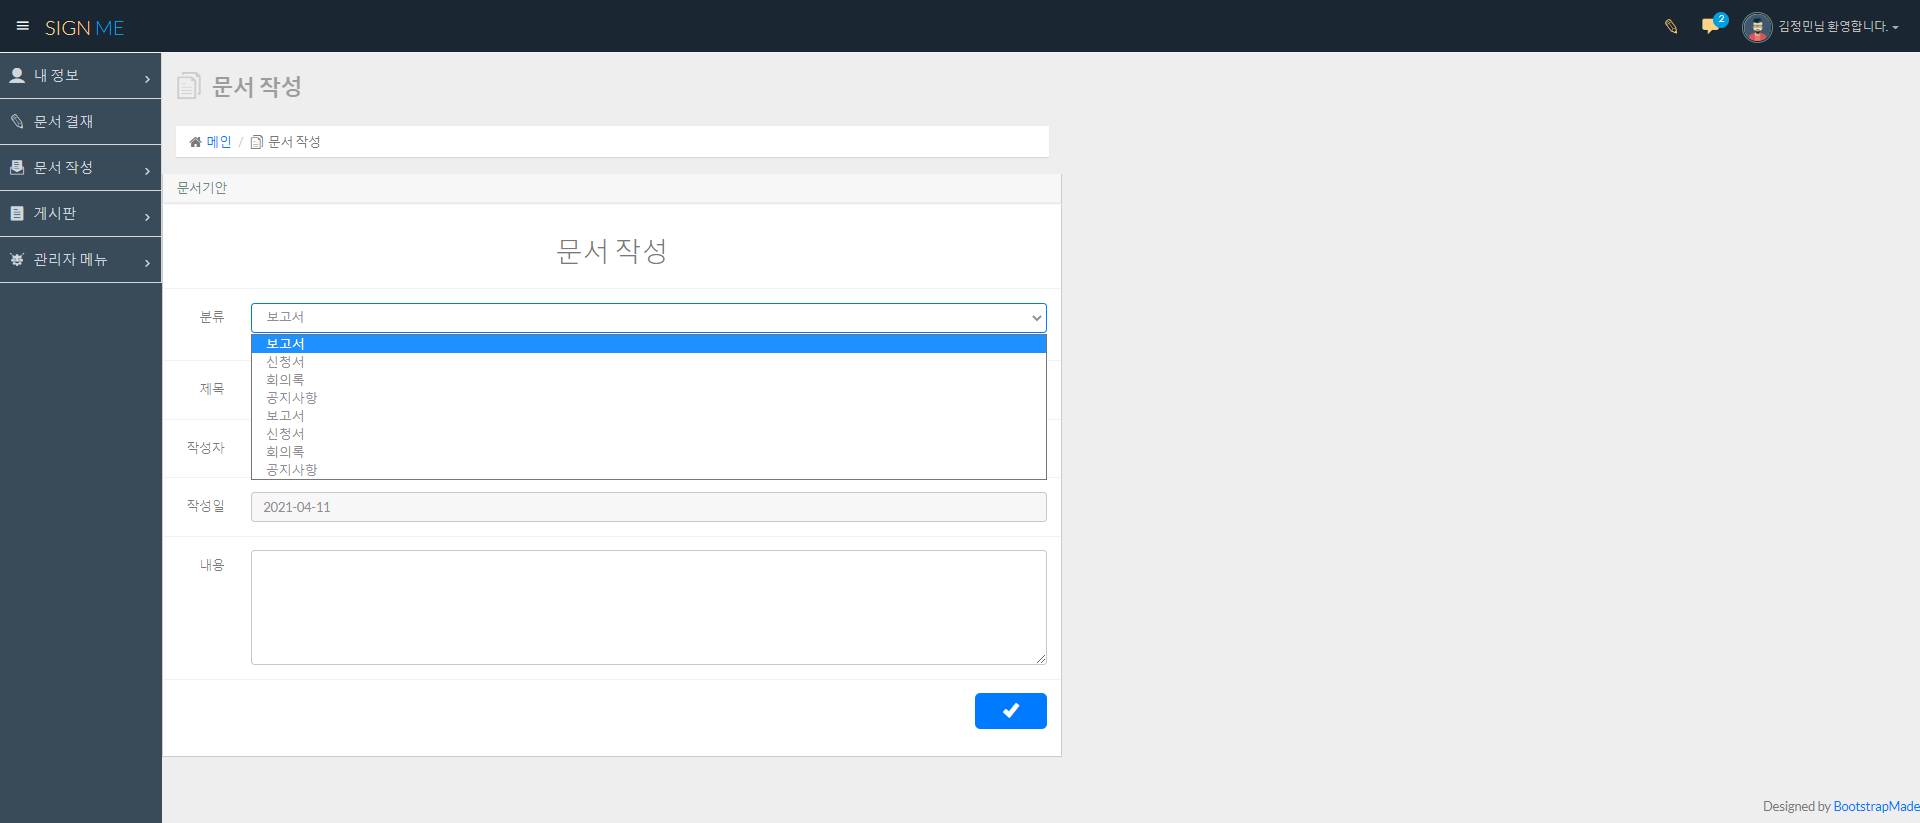 SIGN ME
2
김정민님 환영합니다.
내 정보
문서 결재
문서 작성
게시판
관리자 메뉴
문서 작성
메인 / 문서 작성
문서기안
문서 작성
분류
보고서
보고서
신청서
회의록
공지사항
보고서
신청서
회의록
공지사항
제목
작성자
작성일
2021-04-11
내용
Designed by BootstrapMade